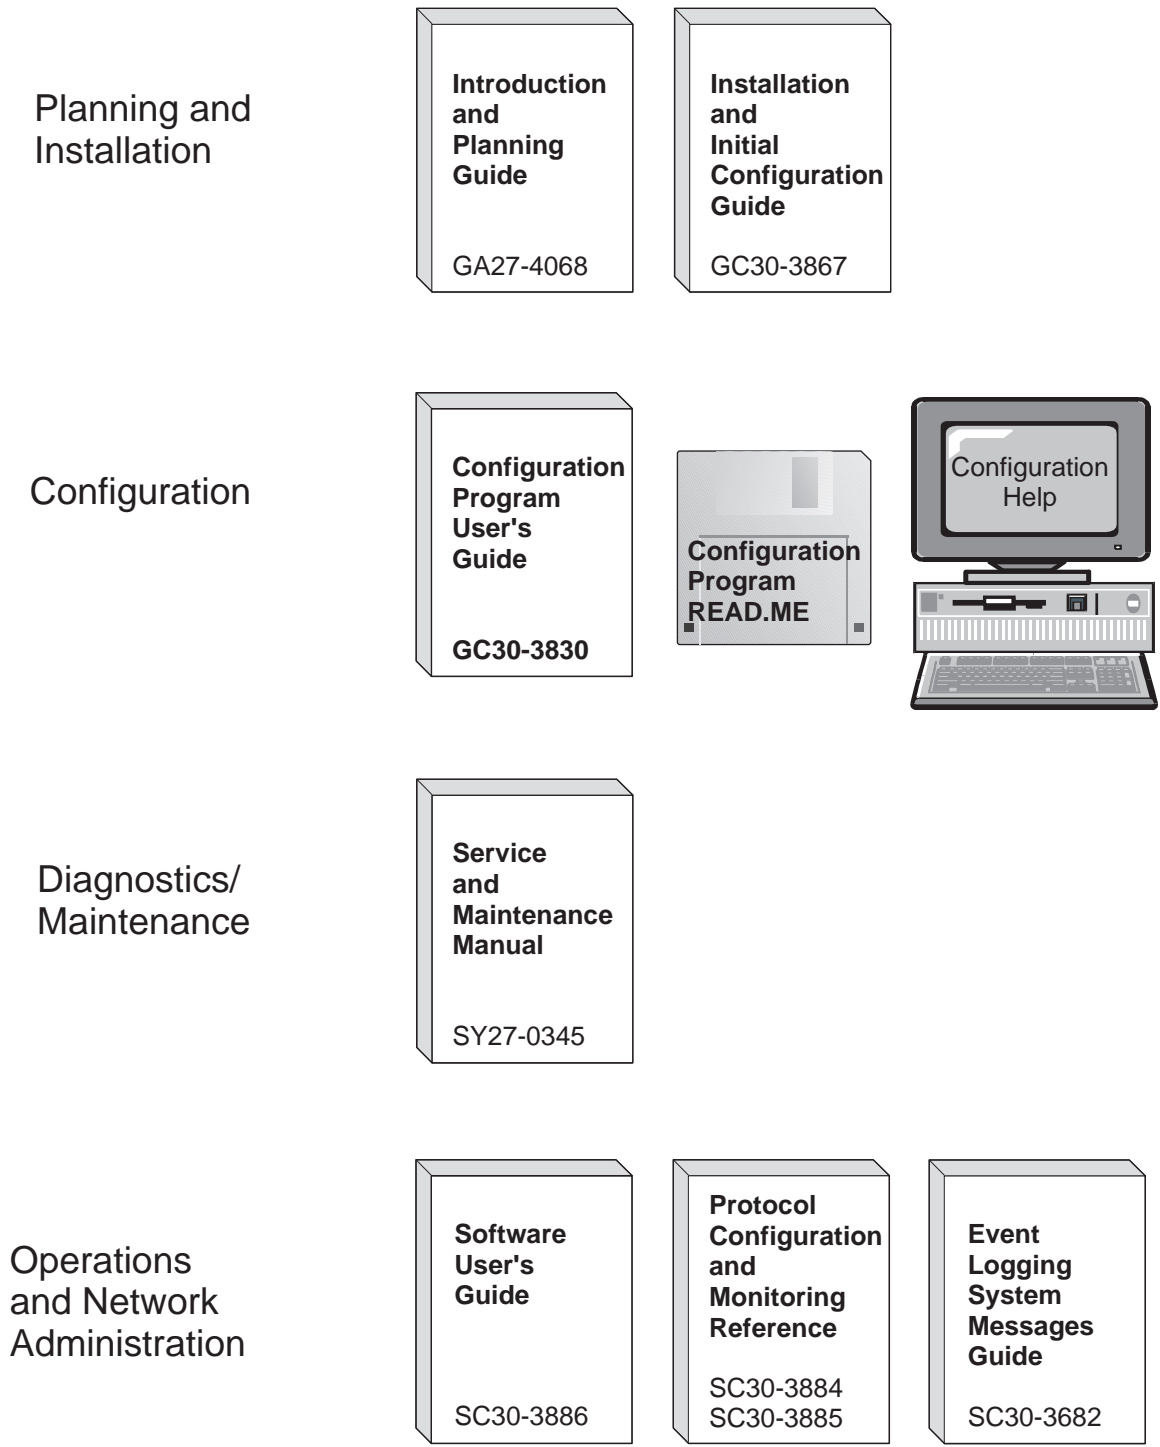 Planning and
Installation
Introduction
and
Planning
Guide
GA27-4068
Installation
and
Initial
Configuration
Guide
GC30-3867
Configuration
Configuration
Program
User's
Guide
GC30-3830
Configuration
Program
READ.ME
Configuration
Help
Diagnostics/
Maintenance
Service
and
Maintenance
Manual
SY27-0345
Operations
and Network
Administration
Software
User's
Guide
SC30-3886
Protocol
Configuration
and
Monitoring
Reference
SC30-3884
SC30-3885
Event
Logging
System
Messages
Guide
SC30-3682